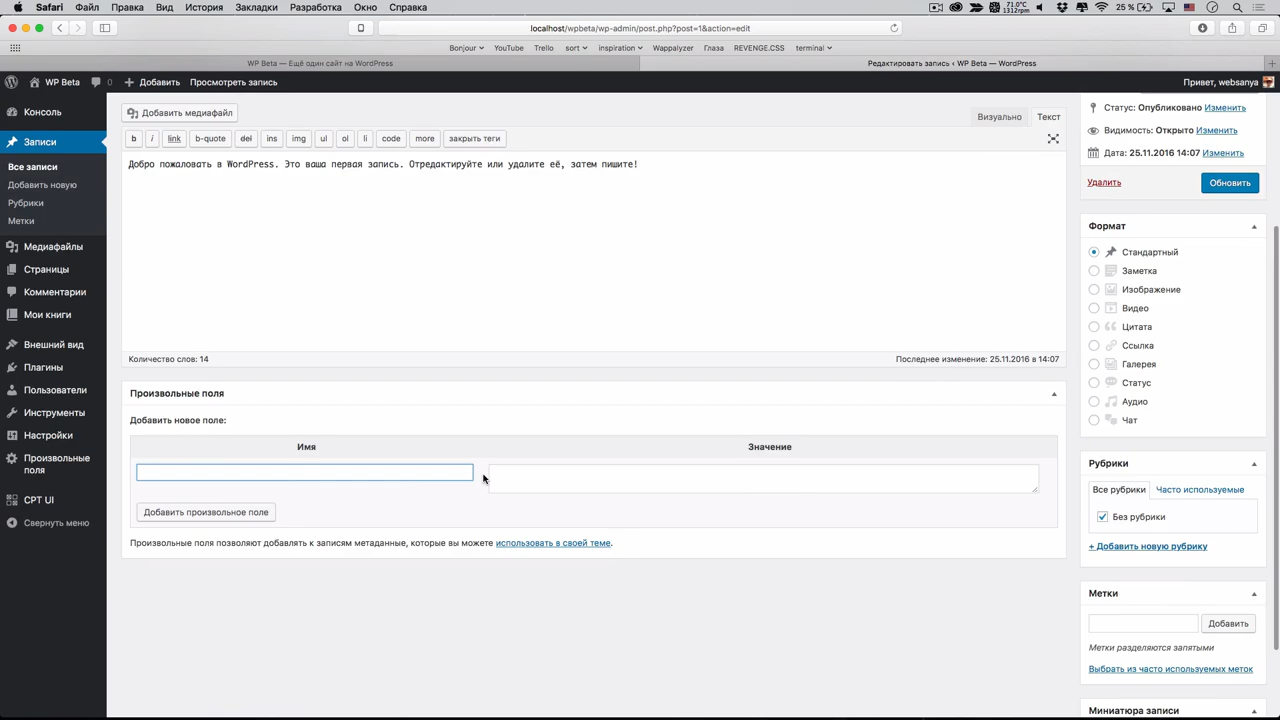 Safari Файл Правка Вид История Закладки Разработка Окно Справка
71.0°C
1312rpm
25 %
localhost/wpbeta/wp-admin/post.php?post=1&action=edit
Bonjour YouTube Trello sort inspiration Wappalyzer Глаза REVENGE.CSS terminal
WP Beta — Ещё один сайт на WordPress
Редактировать запись ‹ WP Beta — WordPress
WP Beta 0 Добавить Просмотреть запись
Привет, websanya
Консоль
Записи
Все записи
Добавить новую
Рубрики
Метки
Медиафайлы
Страницы
Комментарии
Мои книги
Внешний вид
Плагины
Пользователи
Инструменты
Настройки
Произвольные
поля
CPT UI
Свернуть меню
Добавить медиафайл
Визуально Текст
b i link b-quote del ins img ul ol li code more закрыть теги
Добро пожаловать в WordPress. Это ваша первая запись. Отредактируйте или удалите её, затем пишите!
Количество слов: 14
Последнее изменение: 25.11.2016 в 14:07
Произвольные поля
Добавить новое поле:
Имя Значение
Добавить произвольное поле
Произвольные поля позволяют добавлять к записям метаданные, которые вы можете использовать в своей теме.
Статус: Опубликовано Изменить
Видимость: Открыто Изменить
Дата: 25.11.2016 14:07 Изменить
Удалить Обновить
Формат
Стандартный
Заметка
Изображение
Видео
Цитата
Ссылка
Галерея
Статус
Аудио
Чат
Рубрики
Все рубрики Часто используемые
Без рубрики
+ Добавить новую рубрику
Метки
Добавить
Метки разделяются запятыми
Выбрать из часто используемых меток
Миниатюра записи